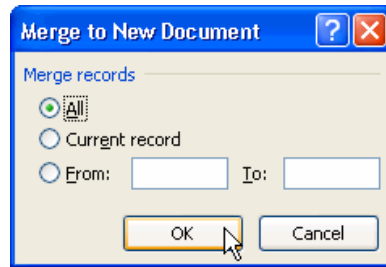 Merge to New Document
Merge records
All
Current record
From: To:
OK Cancel